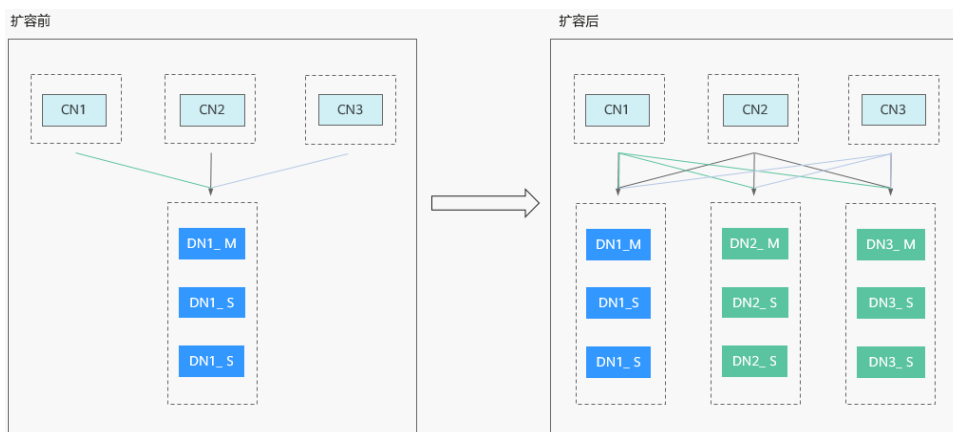 扩容前
扩容后
CN1
CN2
CN3
CN1
CN2
CN3
DN1_ M
DN1_ S
DN1_ S
DN1_M
DN2_ M
DN3_ M
DN1_S
DN2_ S
DN3_ S
DN1_ S
DN2_ S
DN3_ S